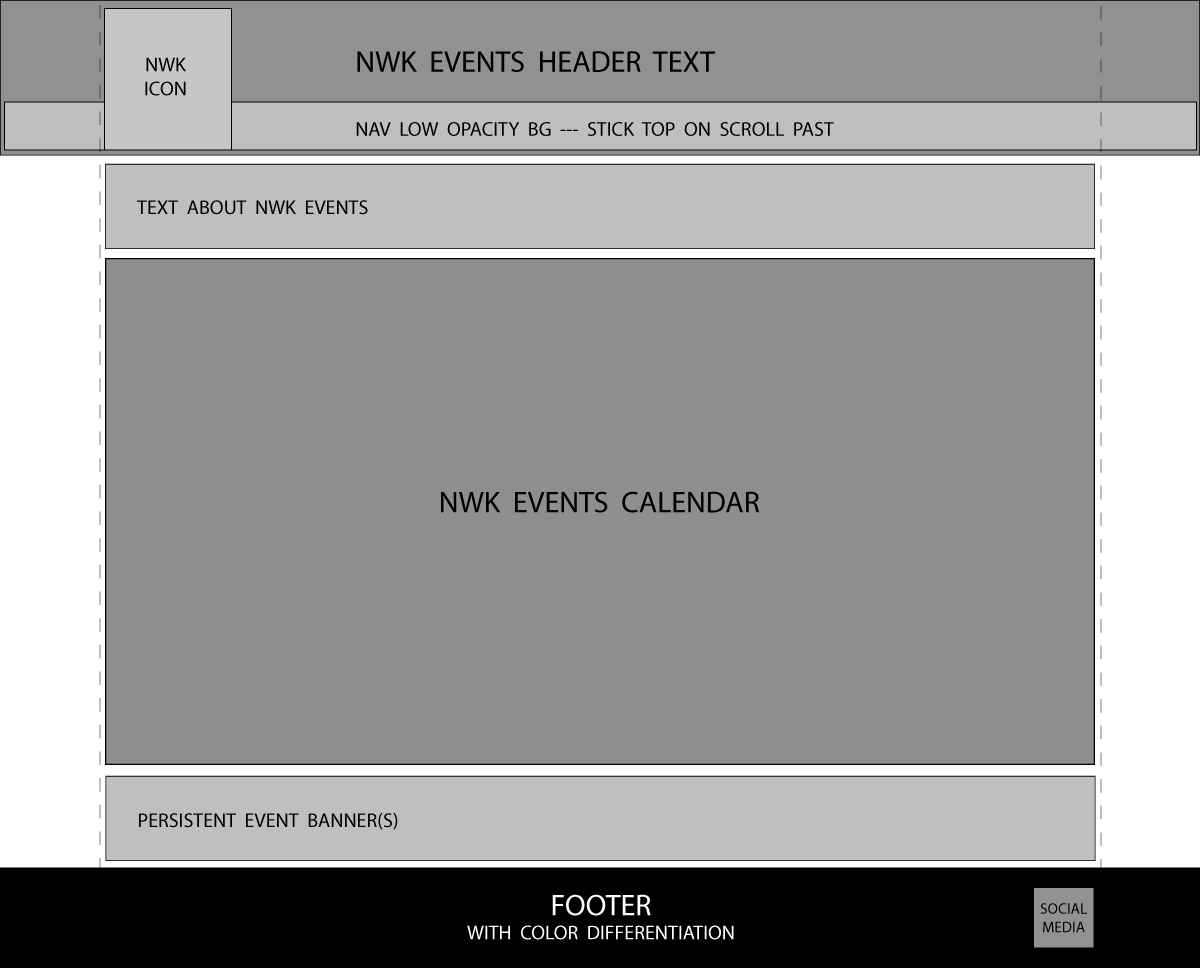 NWK
ICON
NWK EVENTS HEADER TEXT
NAV LOW OPACITY BG --- STICK TOP ON SCROLL PAST
TEXT ABOUT NWK EVENTS
NWK EVENTS CALENDAR
PERSISTENT EVENT BANNER(S)
FOOTER
WITH COLOR DIFFERENTIATION
SOCIAL
MEDIA